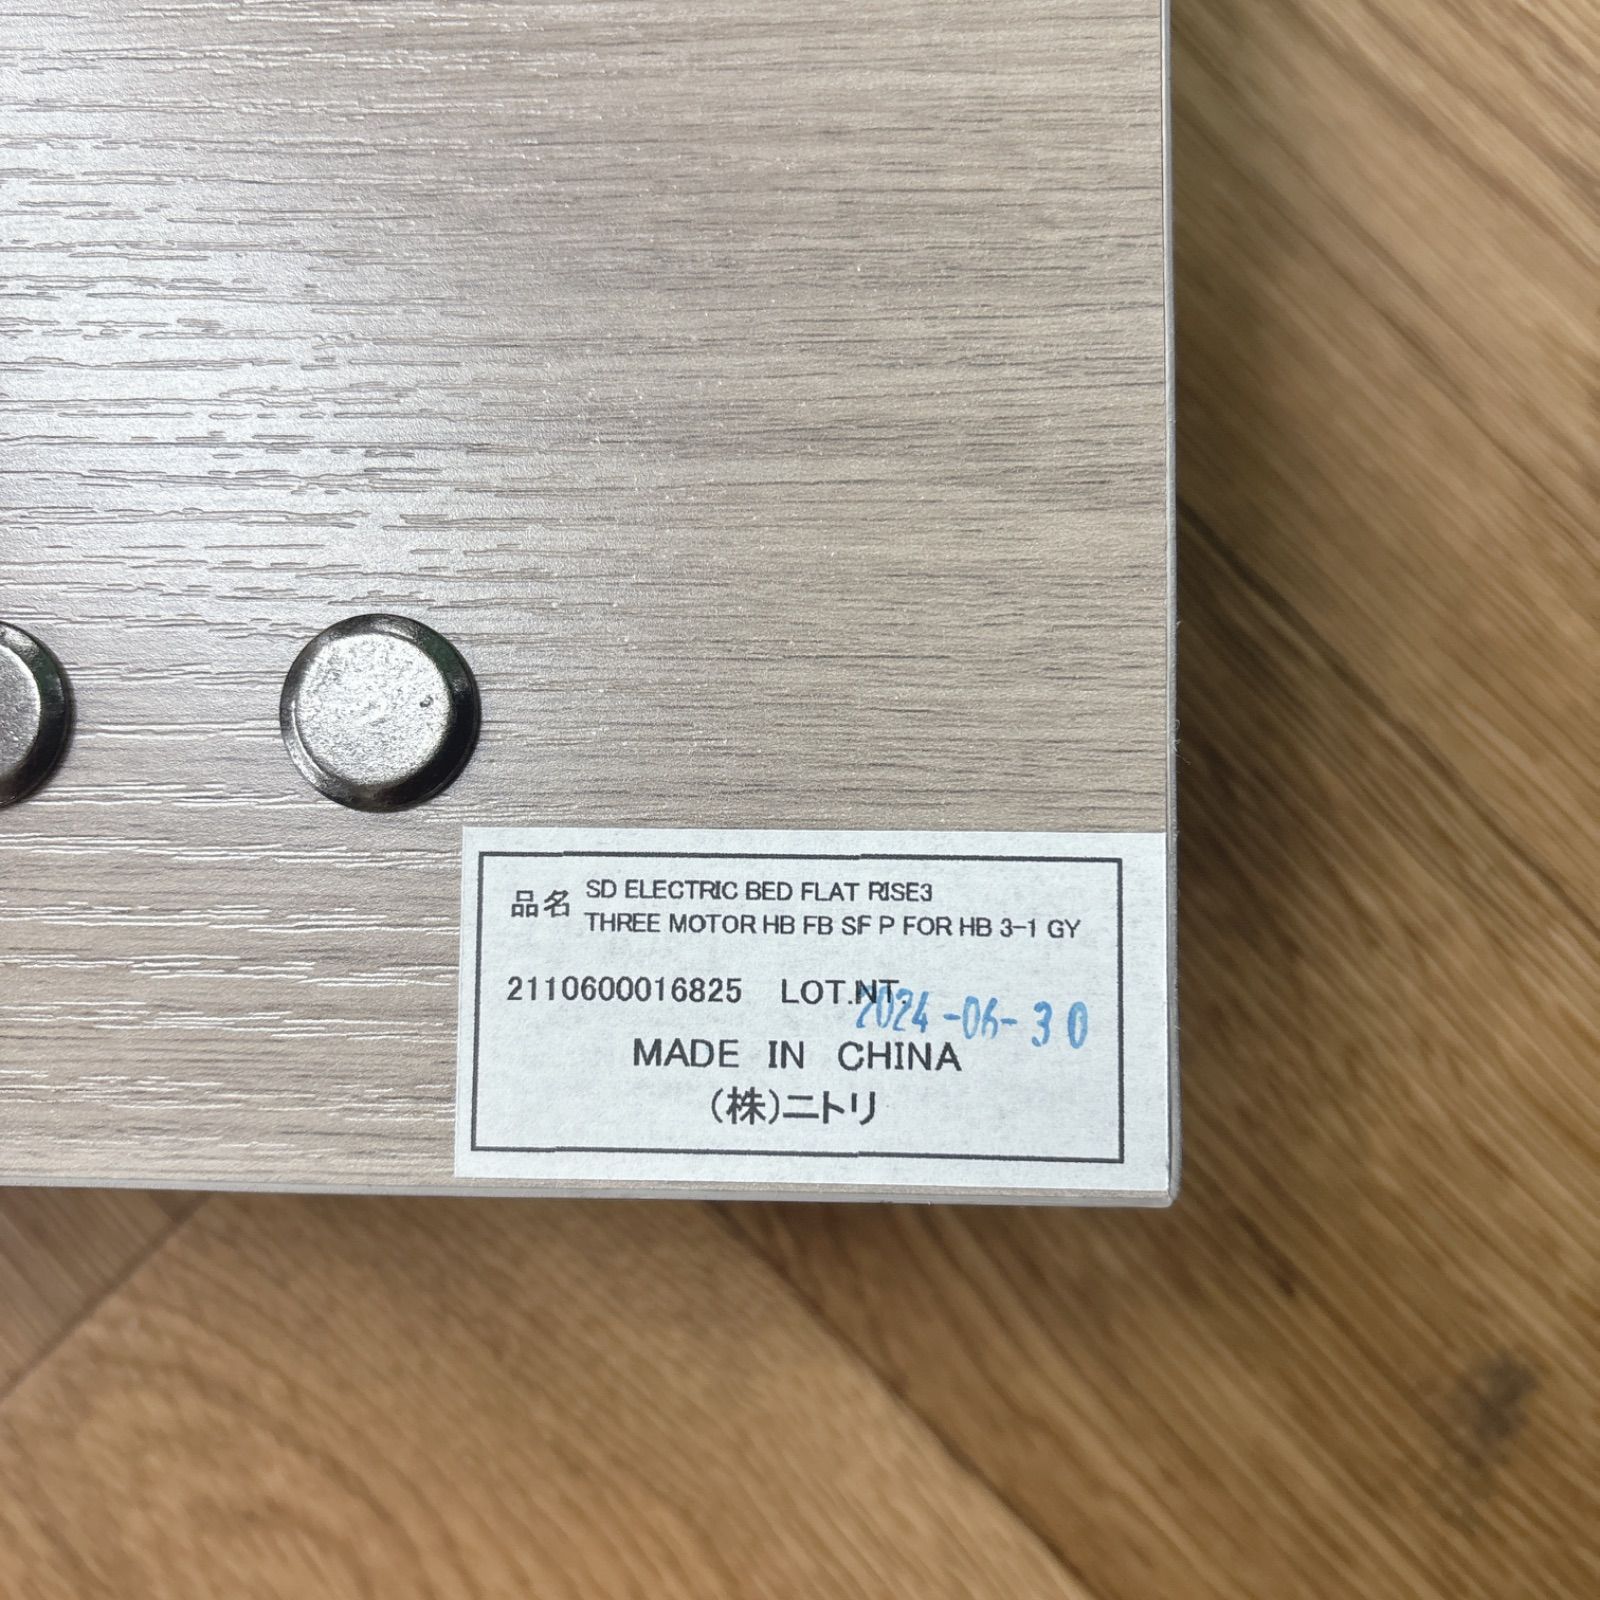 品名 SD ELECTRIC BED FLAT RISE3
THREE MOTOR HB FB SF P FOR HB 3-1 GY
2110600016825 LOT.NT.
2024-06-30
MADE IN CHINA
(株)ニトリ